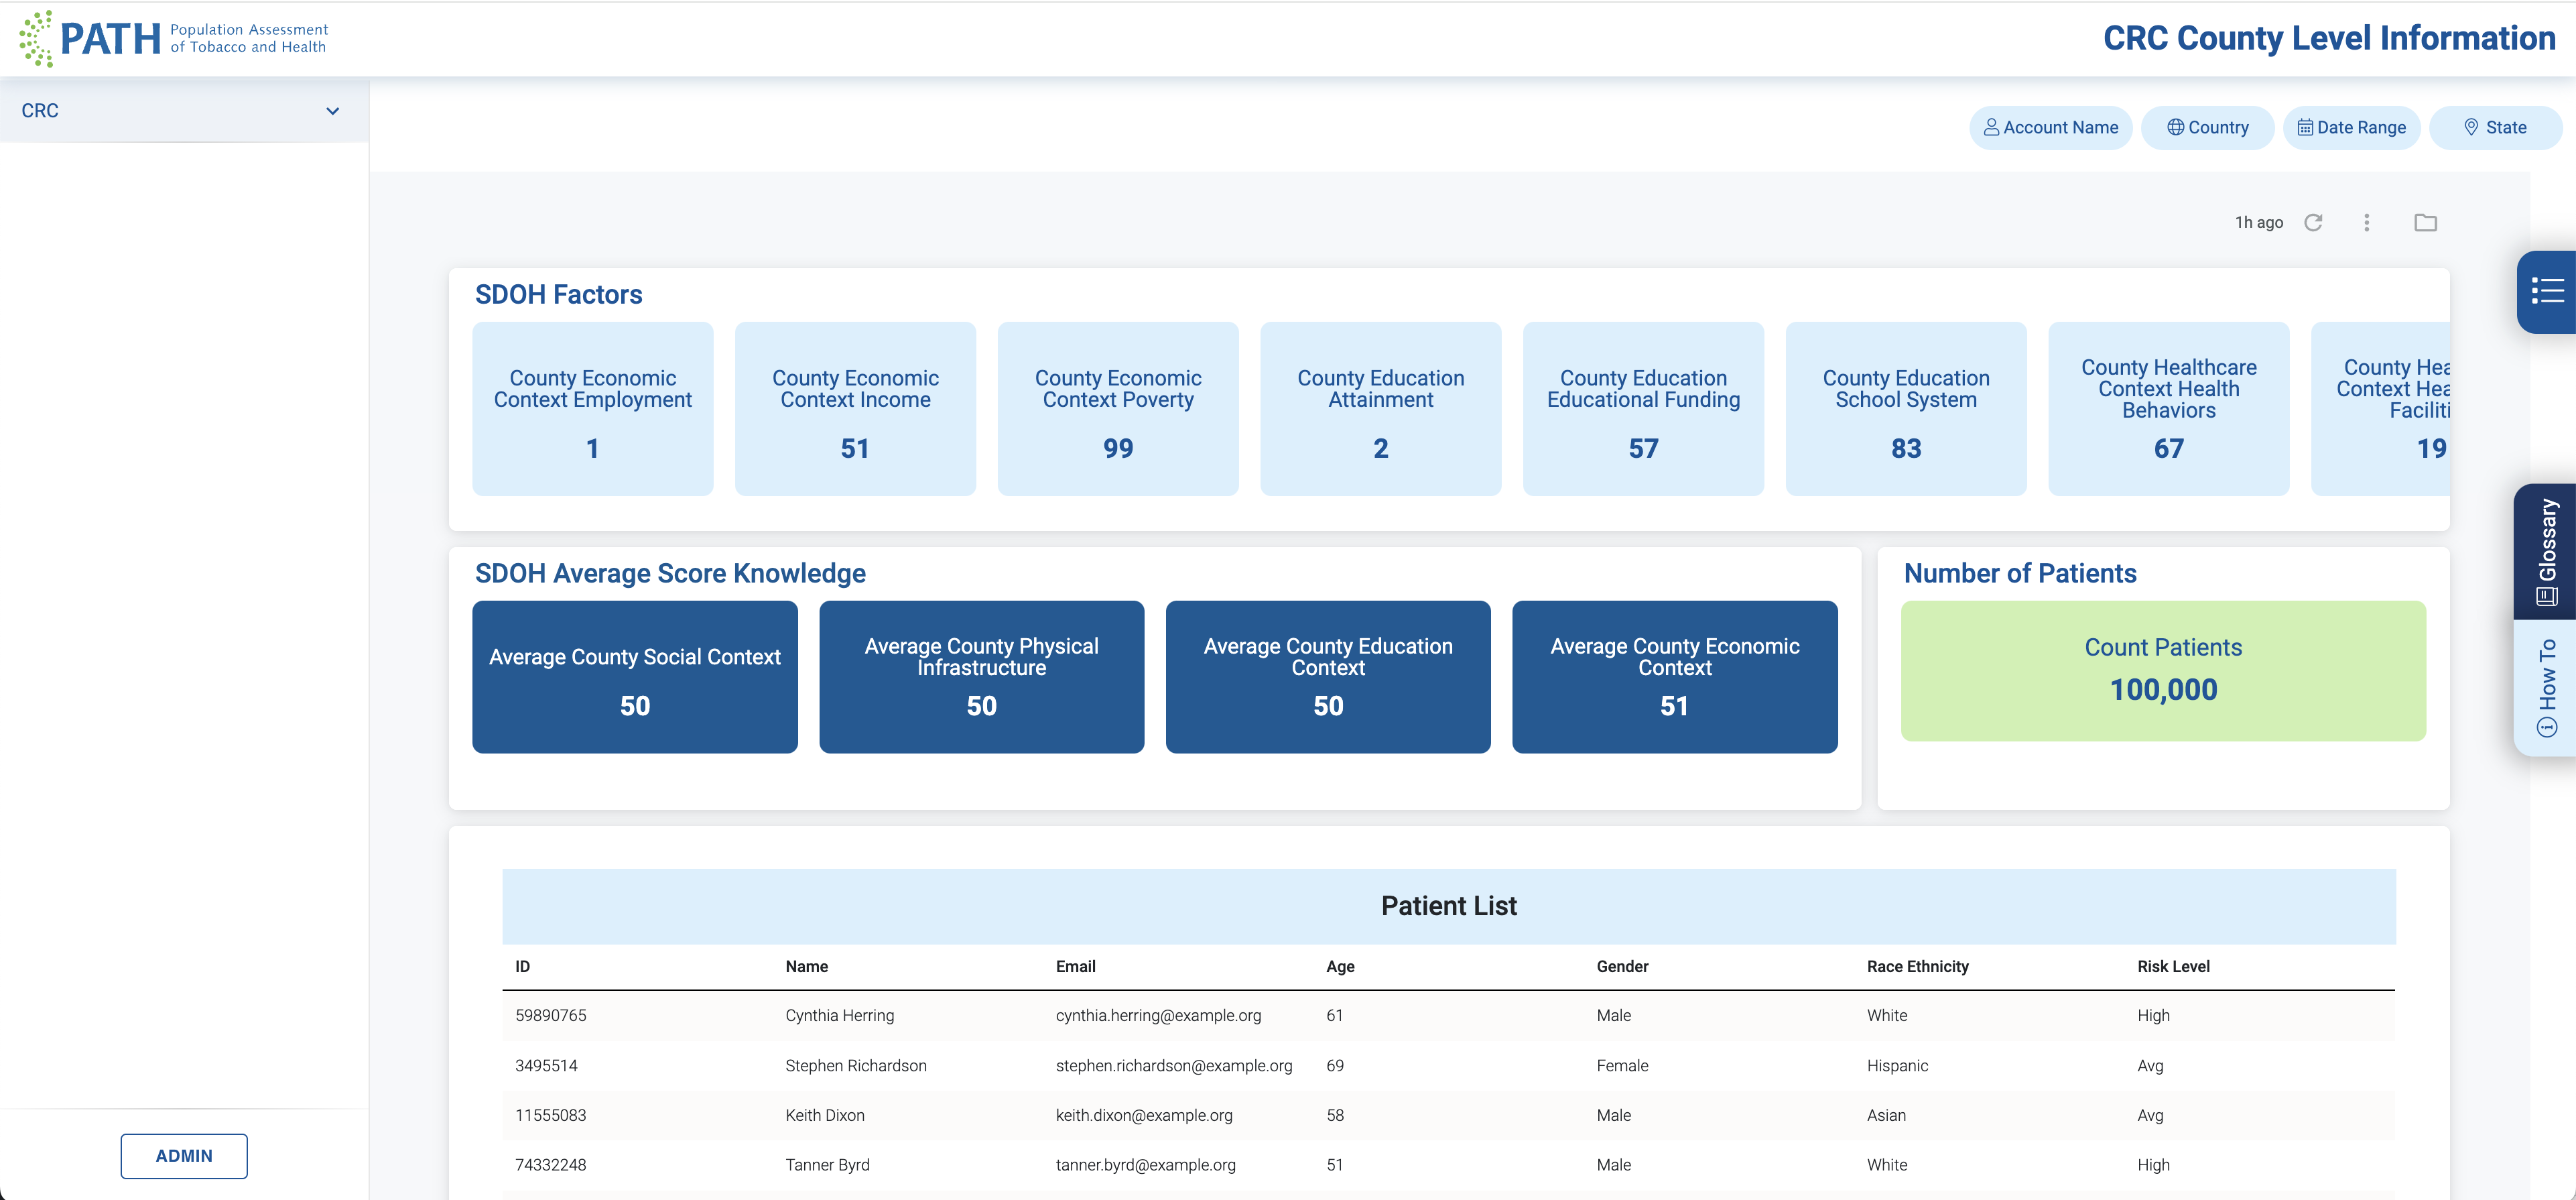 PATH Population Assessment
of Tobacco and Health
CRC County Level Information
CRC
Account Name
Country
Date Range
State
1h ago
SDOH Factors
County Economic
Context Employment
1
County Economic
Context Income
51
County Economic
Context Poverty
99
County Education
Attainment
2
County Education
Educational Funding
57
County Education
School System
83
County Healthcare
Context Health
Behaviors
67
County Hea
Context Hea
Faciliti
19
SDOH Average Score Knowledge
Average County Social Context
50
Average County Physical
Infrastructure
50
Average County Education
Context
50
Average County Economic
Context
51
Number of Patients
Count Patients
100,000
Glossary
How To
Patient List
ID Name Email Age Gender Race Ethnicity Risk Level
59890765 Cynthia Herring cynthia.herring@example.org 61 Male White High
3495514 Stephen Richardson stephen.richardson@example.org 69 Female Hispanic Avg
11555083 Keith Dixon keith.dixon@example.org 58 Male Asian Avg
74332248 Tanner Byrd tanner.byrd@example.org 51 Male White High
ADMIN